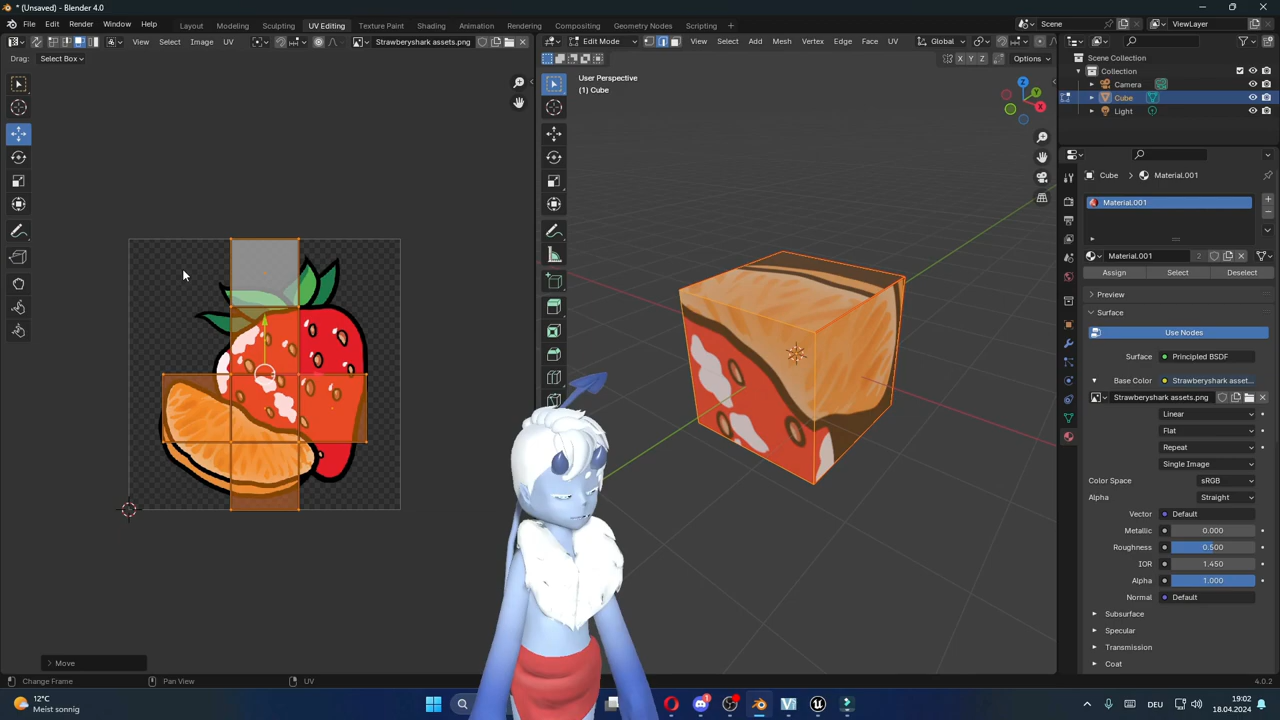 * (Unsaved) - Blender 4.0
File Edit Render Window Help Layout Modeling Sculpting UV Editing Texture Paint Shading Animation Rendering Compositing Geometry Nodes Scripting + Scene ViewLayer
View Select Image UV Strawberyshark assets.png Edit Mode View Select Add Mesh Vertex Edge Face UV Global
Drag: Select Box X Y Z Options
User Perspective
(1) Cube
Scene Collection
Collection
Camera
Cube
Light
Cube > Material.001
Material.001
Material.001 2
Assign Select Deselect
Preview
Surface
Use Nodes
Surface Principled BSDF
Base Color Strawberyshark asset...
Strawberyshark assets.png
Linear
Flat
Repeat
Single Image
Color Space sRGB
Alpha Straight
Vector Default
Metallic 0.000
Roughness 0.500
IOR 1.450
Alpha 1.000
Normal Default
Subsurface
Specular
Transmission
Coat
> Move
Change Frame Pan View UV 4.0.2
12°C
Meist sonnig
DEU
19:02
18.04.2024